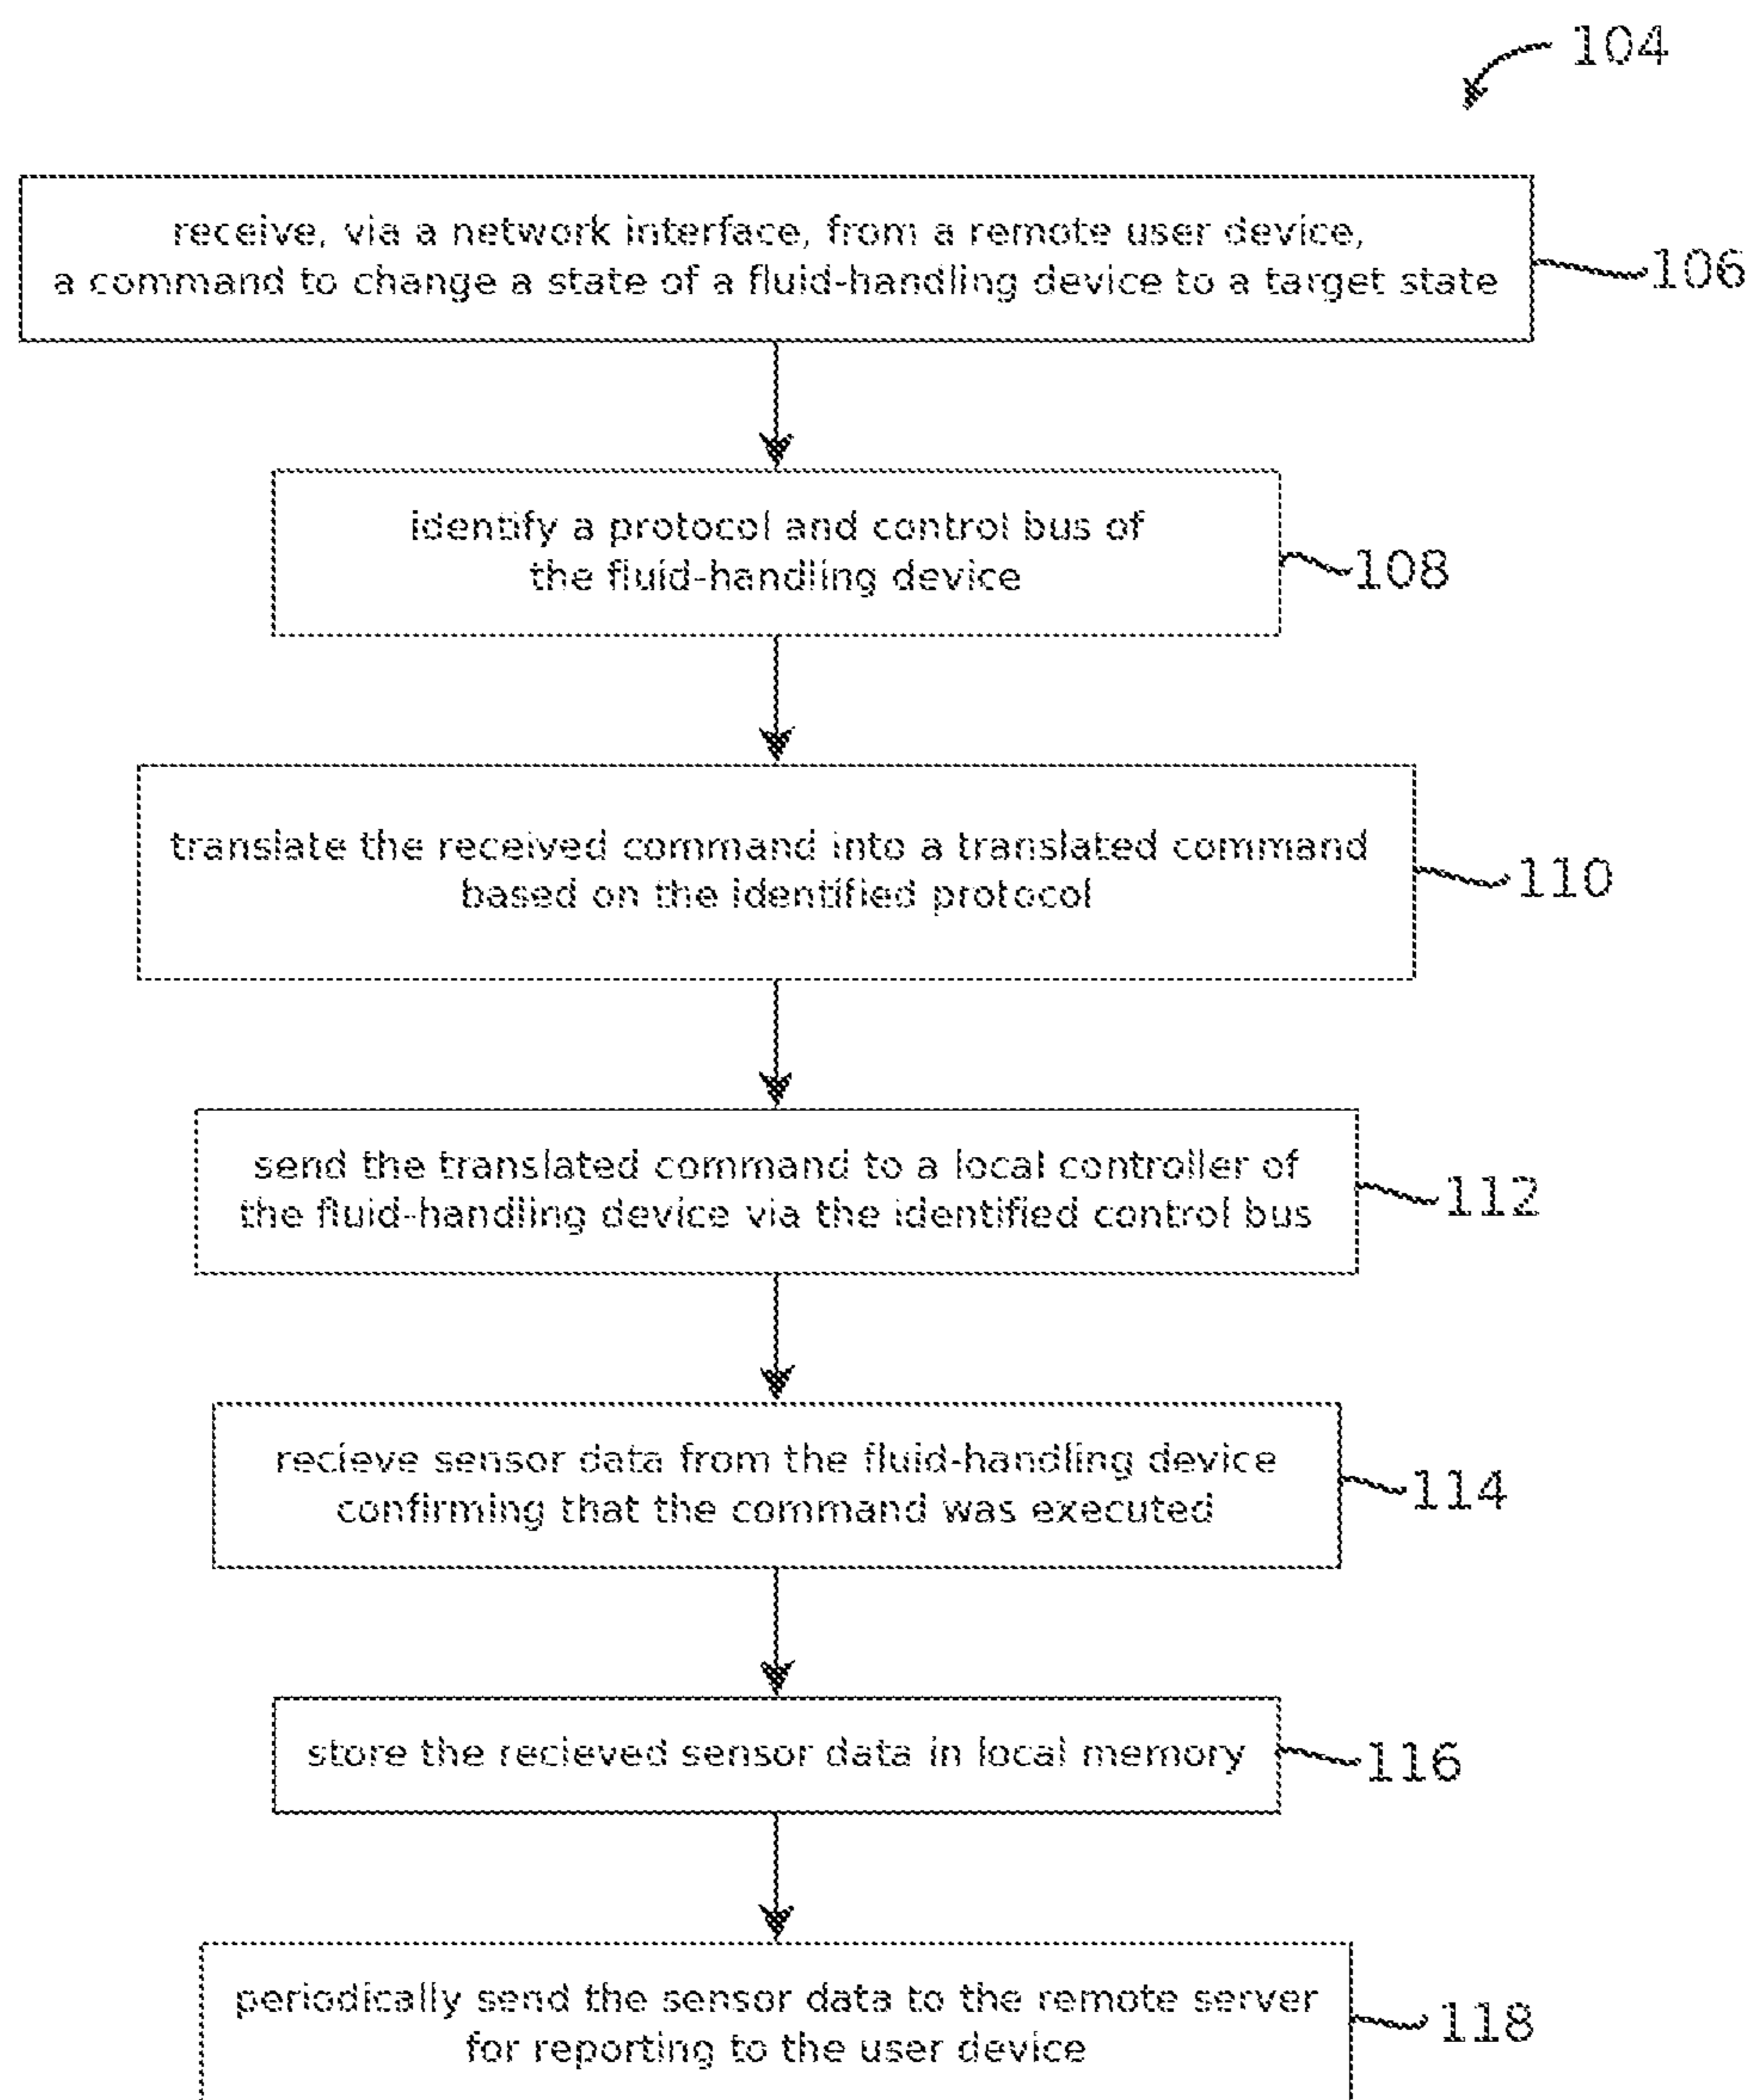 104
receive, via a network interface, from a remote user device,
a command to change a state of a fluid-handling device to a target state
106
identify a protocol and control bus of
the fluid-handling device
108
translate the received command into a translated command
based on the identified protocol
110
send the translated command to a local controller of
the fluid-handling device via the identified control bus
112
recieve sensor data from the fluid-handling device
confirming that the command was executed
114
store the recieved sensor data in local memory
116
periodically send the sensor data to the remote server
for reporting to the user device
118